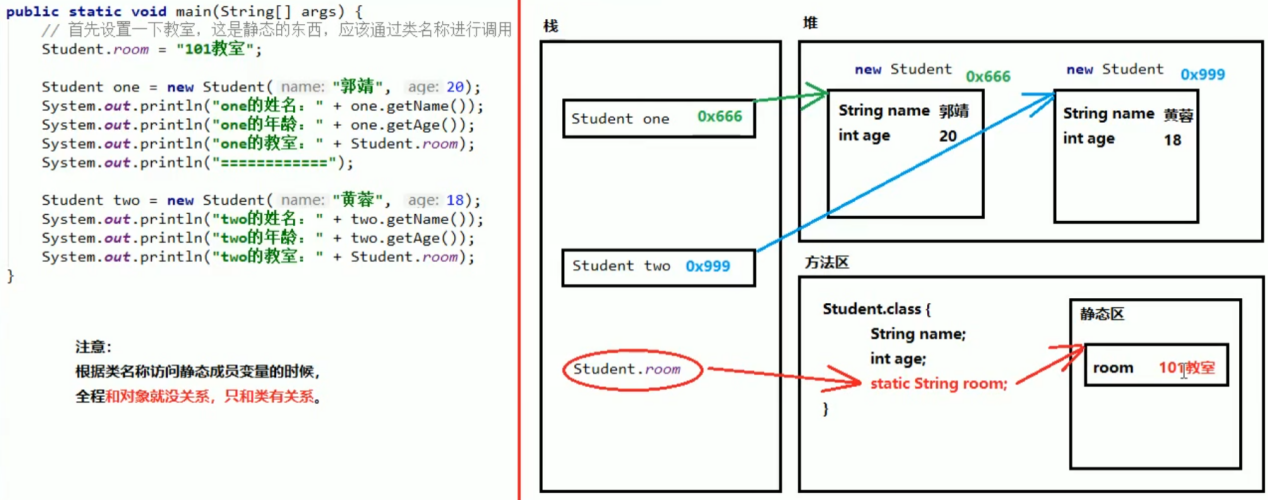 public static void main(String[] args) {
// 首先设置一下教室，这是静态的东西，应该通过类名称进行调用
Student.room = "101教室";
Student one = new Student( name: "郭靖", age: 20);
System.out.println("one的姓名：" + one.getName());
System.out.println("one的年龄：" + one.getAge());
System.out.println("one的教室：" + Student.room);
System.out.println("============");
Student two = new Student( name: "黄蓉", age: 18);
System.out.println("two的姓名：" + two.getName());
System.out.println("two的年龄：" + two.getAge());
System.out.println("two的教室：" + Student.room);
}
注意：
根据类名称访问静态成员变量的时候，
全程和对象就没关系，只和类有关系。
栈
Student one 0x666
Student two 0x999
Student.room
堆
new Student 0x666
String name 郭靖
int age 20
new Student 0x999
String name 黄蓉
int age 18
方法区
Student.class {
String name;
int age;
static String room;
}
静态区
room 101教室